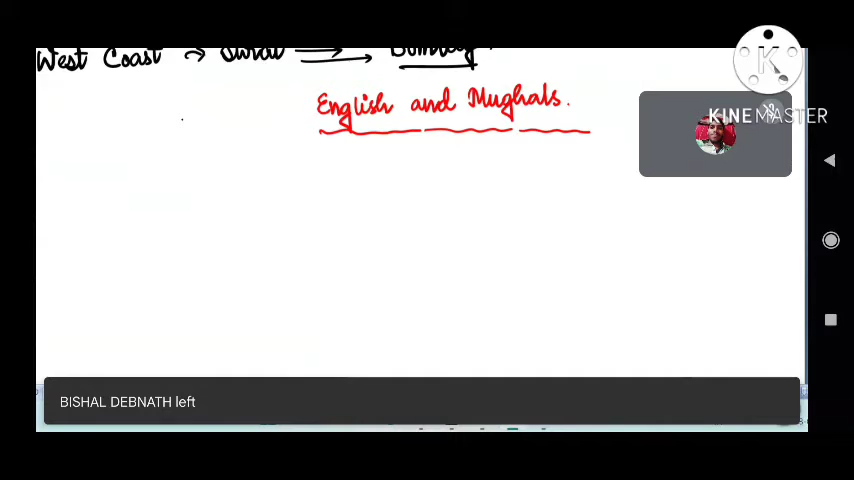 West Coast → Surat → Bombay.
English and Mughals.
KINEMASTER
BISHAL DEBNATH left